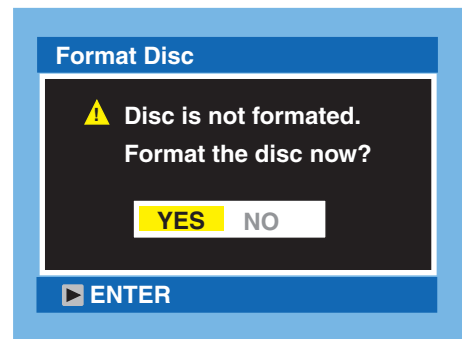 Format Disc
Disc is not formated.
Format the disc now?
YES NO
ENTER